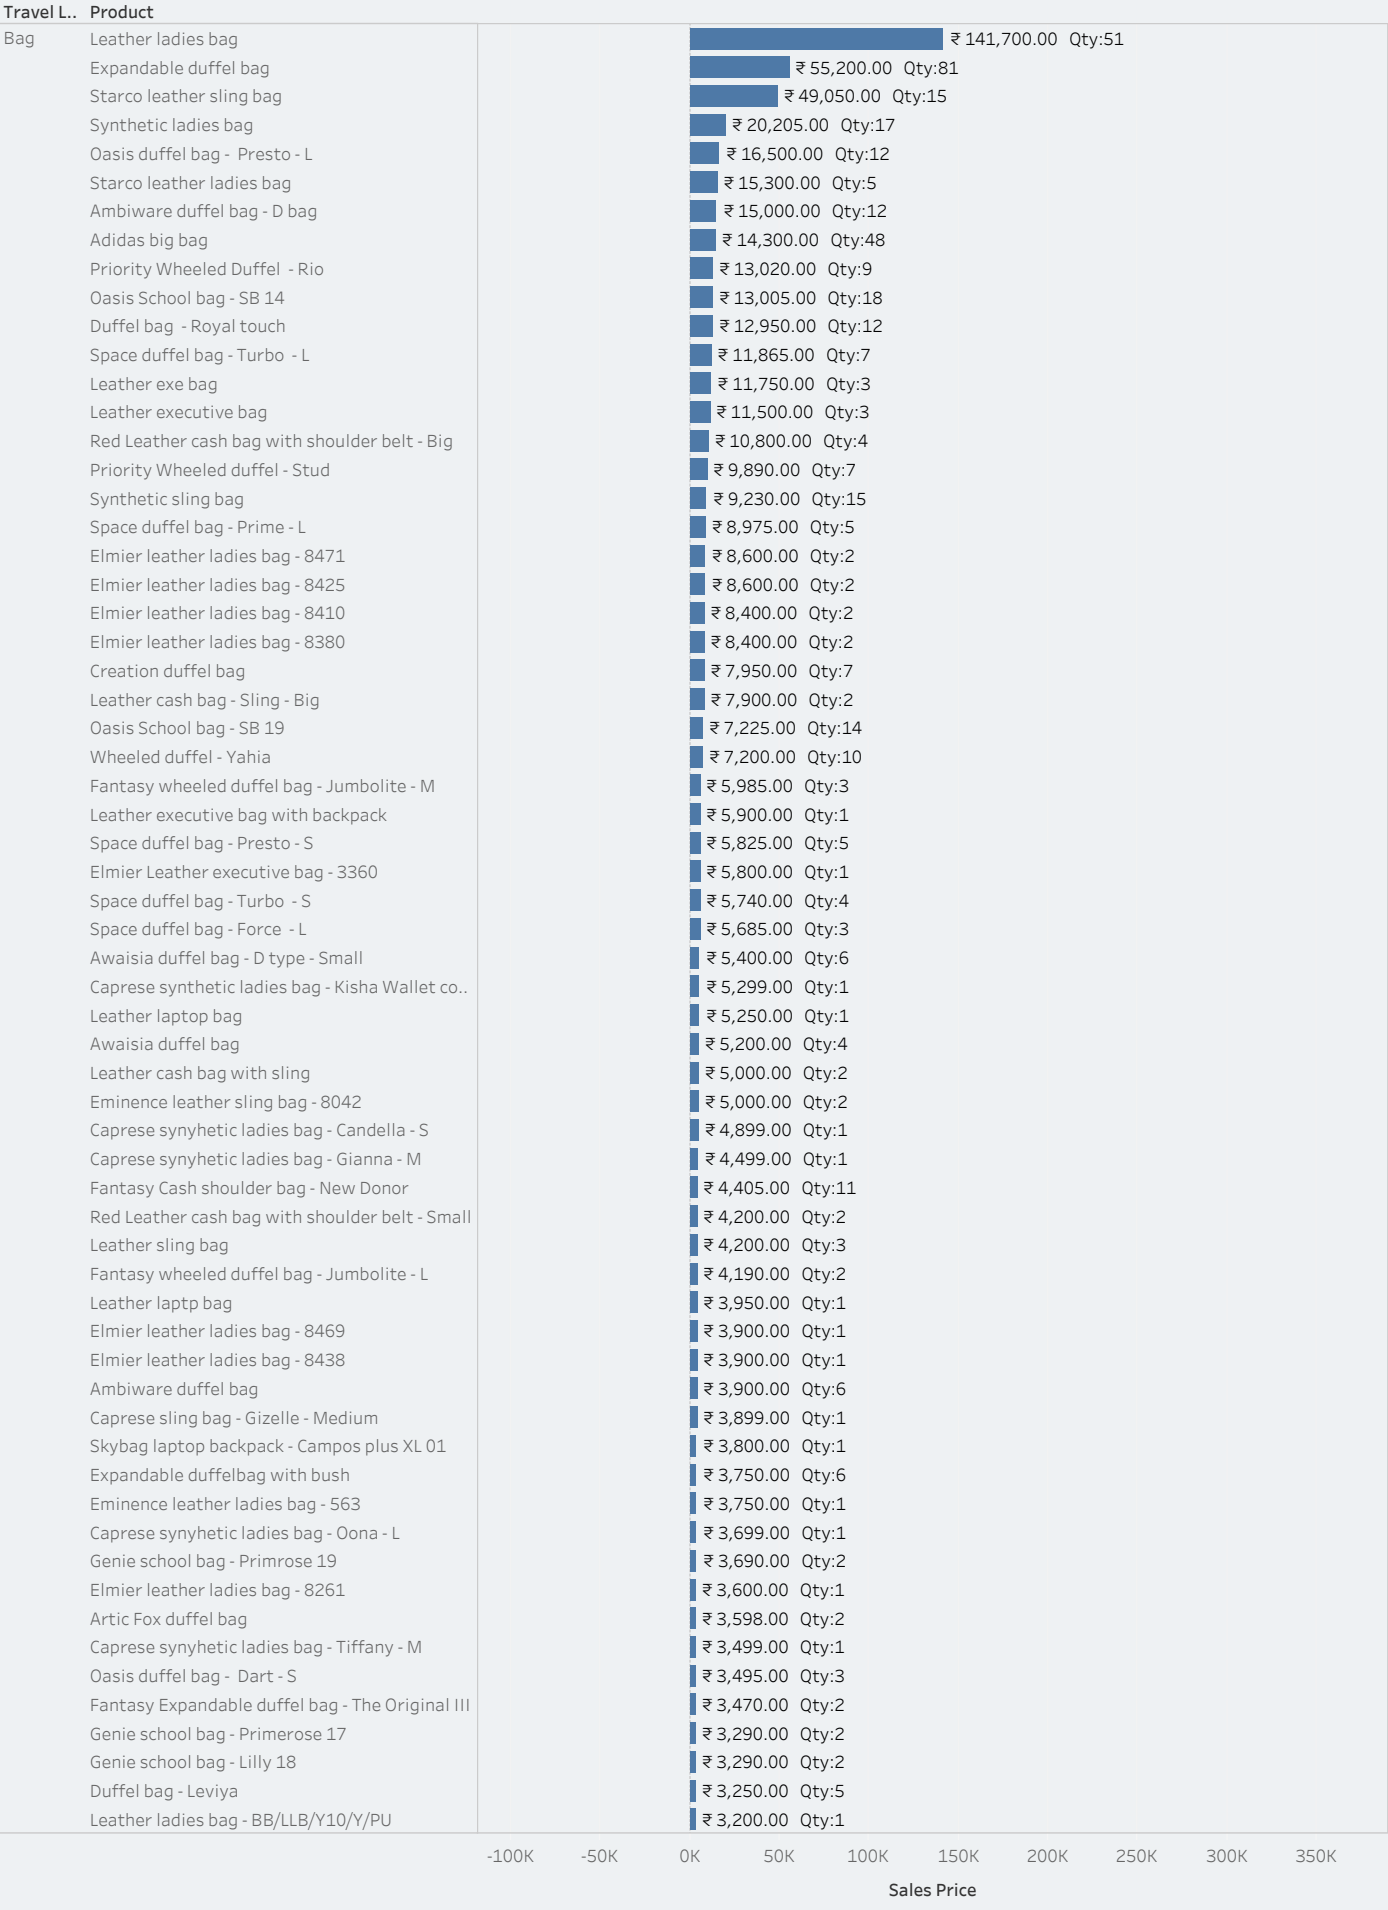 Travel L.. Product
Bag Leather ladies bag ₹ 141,700.00 Qty:51
Expandable duffel bag ₹ 55,200.00 Qty:81
Starco leather sling bag ₹ 49,050.00 Qty:15
Synthetic ladies bag ₹ 20,205.00 Qty:17
Oasis duffel bag - Presto - L ₹ 16,500.00 Qty:12
Starco leather ladies bag ₹ 15,300.00 Qty:5
Ambiware duffel bag - D bag ₹ 15,000.00 Qty:12
Adidas big bag ₹ 14,300.00 Qty:48
Priority Wheeled Duffel - Rio ₹ 13,020.00 Qty:9
Oasis School bag - SB 14 ₹ 13,005.00 Qty:18
Duffel bag - Royal touch ₹ 12,950.00 Qty:12
Space duffel bag - Turbo - L ₹ 11,865.00 Qty:7
Leather exe bag ₹ 11,750.00 Qty:3
Leather executive bag ₹ 11,500.00 Qty:3
Red Leather cash bag with shoulder belt - Big ₹ 10,800.00 Qty:4
Priority Wheeled duffel - Stud ₹ 9,890.00 Qty:7
Synthetic sling bag ₹ 9,230.00 Qty:15
Space duffel bag - Prime - L ₹ 8,975.00 Qty:5
Elmier leather ladies bag - 8471 ₹ 8,600.00 Qty:2
Elmier leather ladies bag - 8425 ₹ 8,600.00 Qty:2
Elmier leather ladies bag - 8410 ₹ 8,400.00 Qty:2
Elmier leather ladies bag - 8380 ₹ 8,400.00 Qty:2
Creation duffel bag ₹ 7,950.00 Qty:7
Leather cash bag - Sling - Big ₹ 7,900.00 Qty:2
Oasis School bag - SB 19 ₹ 7,225.00 Qty:14
Wheeled duffel - Yahia ₹ 7,200.00 Qty:10
Fantasy wheeled duffel bag - Jumbolite - M ₹ 5,985.00 Qty:3
Leather executive bag with backpack ₹ 5,900.00 Qty:1
Space duffel bag - Presto - S ₹ 5,825.00 Qty:5
Elmier Leather executive bag - 3360 ₹ 5,800.00 Qty:1
Space duffel bag - Turbo - S ₹ 5,740.00 Qty:4
Space duffel bag - Force - L ₹ 5,685.00 Qty:3
Awaisia duffel bag - D type - Small ₹ 5,400.00 Qty:6
Caprese synthetic ladies bag - Kisha Wallet co.. ₹ 5,299.00 Qty:1
Leather laptop bag ₹ 5,250.00 Qty:1
Awaisia duffel bag ₹ 5,200.00 Qty:4
Leather cash bag with sling ₹ 5,000.00 Qty:2
Eminence leather sling bag - 8042 ₹ 5,000.00 Qty:2
Caprese synyhetic ladies bag - Candella - S ₹ 4,899.00 Qty:1
Caprese synyhetic ladies bag - Gianna - M ₹ 4,499.00 Qty:1
Fantasy Cash shoulder bag - New Donor ₹ 4,405.00 Qty:11
Red Leather cash bag with shoulder belt - Small ₹ 4,200.00 Qty:2
Leather sling bag ₹ 4,200.00 Qty:3
Fantasy wheeled duffel bag - Jumbolite - L ₹ 4,190.00 Qty:2
Leather laptp bag ₹ 3,950.00 Qty:1
Elmier leather ladies bag - 8469 ₹ 3,900.00 Qty:1
Elmier leather ladies bag - 8438 ₹ 3,900.00 Qty:1
Ambiware duffel bag ₹ 3,900.00 Qty:6
Caprese sling bag - Gizelle - Medium ₹ 3,899.00 Qty:1
Skybag laptop backpack - Campos plus XL 01 ₹ 3,800.00 Qty:1
Expandable duffelbag with bush ₹ 3,750.00 Qty:6
Eminence leather ladies bag - 563 ₹ 3,750.00 Qty:1
Caprese synyhetic ladies bag - Oona - L ₹ 3,699.00 Qty:1
Genie school bag - Primrose 19 ₹ 3,690.00 Qty:2
Elmier leather ladies bag - 8261 ₹ 3,600.00 Qty:1
Artic Fox duffel bag ₹ 3,598.00 Qty:2
Caprese synyhetic ladies bag - Tiffany - M ₹ 3,499.00 Qty:1
Oasis duffel bag - Dart - S ₹ 3,495.00 Qty:3
Fantasy Expandable duffel bag - The Original III ₹ 3,470.00 Qty:2
Genie school bag - Primerose 17 ₹ 3,290.00 Qty:2
Genie school bag - Lilly 18 ₹ 3,290.00 Qty:2
Duffel bag - Leviya ₹ 3,250.00 Qty:5
Leather ladies bag - BB/LLB/Y10/Y/PU ₹ 3,200.00 Qty:1
-100K -50K 0K 50K 100K 150K 200K 250K 300K 350K
Sales Price